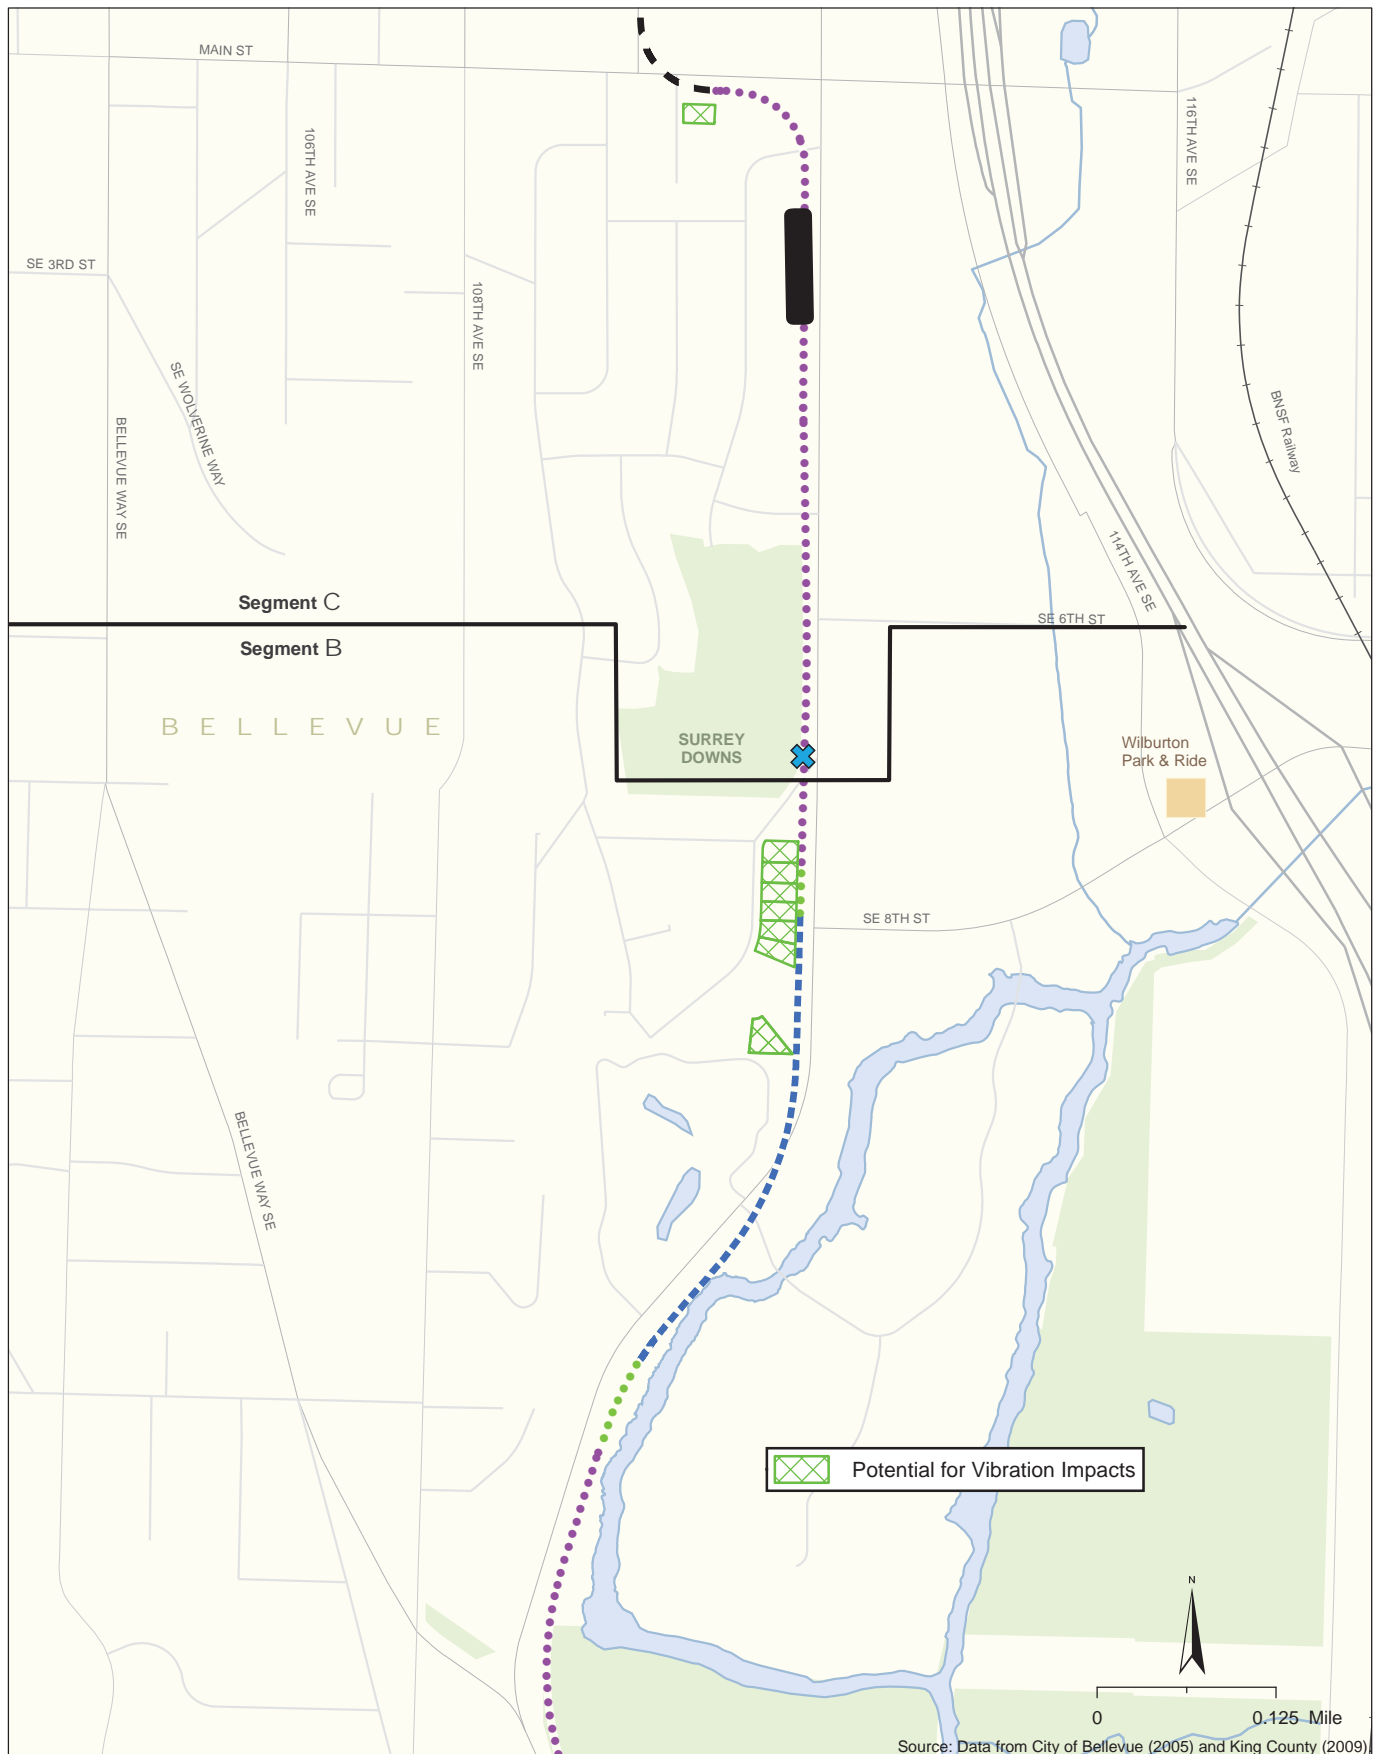 MAIN ST
106TH AVE SE
116TH AVE SE
SE 3RD ST
108TH AVE SE
SE WOLVERINE WAY
BELLEVUE WAY SE
BNSF Railway
114TH AVE SE
Segment C
SE 6TH ST
Segment B
BELLEVUE
SURREY
DOWNS
Wilburton
Park & Ride
SE 8TH ST
BELLEVUE WAY SE
Potential for Vibration Impacts
N
0 0.125 Mile
Source: Data from City of Bellevue (2005) and King County (2009).